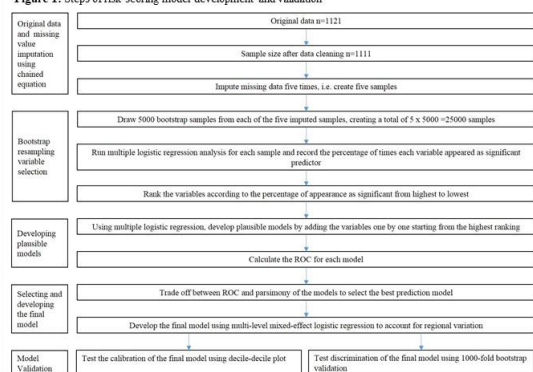 Figure 1: Steps of risk-scoring model development and validation
Original data
and missing
value
imputation
using
chained
equation
Original data n=1121
Sample size after data cleaning n=1111
Impute missing data five times, i.e. create five samples
Bootstrap
resampling
variable
selection
Draw 5000 bootstrap samples from each of the five imputed samples, creating a total of 5 x 5000 =25000 samples
Run multiple logistic regression analysis for each sample and record the percentage of times each variable appeared as significant
predictor
Rank the variables according to the percentage of appearance as significant from highest to lowest
Developing
plausible
models
Using multiple logistic regression, develop plausible models by adding the variables one by one starting from the highest ranking
Calculate the ROC for each model
Selecting and
developing
the final
model
Trade off between ROC and parsimony of the models to select the best prediction model
Develop the final model using multi-level mixed-effect logistic regression to account for regional variation
Model
Validation
Test the calibration of the final model using decile-decile plot
Test discrimination of the final model using 1000-fold bootstrap
validation